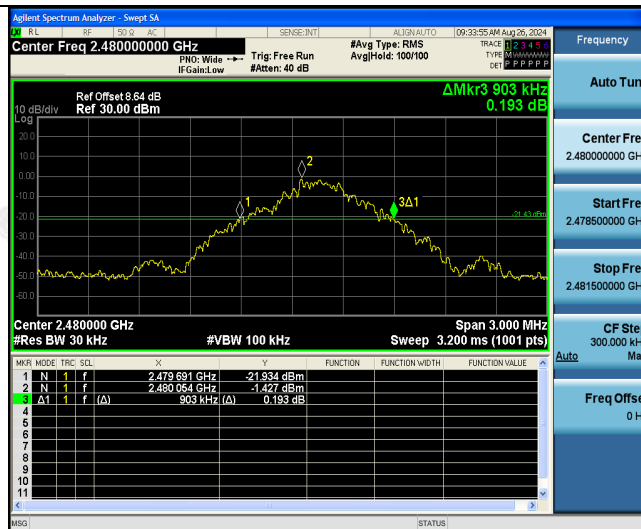 Agilent Spectrum Analyzer - Swept SA
RL RF 50 Ω AC SENSE:INT ALIGN AUTO 09:33:55 AM Aug 26, 2024
Center Freq 2.480000000 GHz
PNO: Wide
IFGain:Low
Trig: Free Run
#Atten: 40 dB
#Avg Type: RMS
Avg|Hold: 100/100
TRACE 1 2 3 4 5 6
TYPE M
DET P P P P P P
Frequency
Auto Tun
Center Fre
2.480000000 GH
Start Fre
2.478500000 GH
Stop Fre
2.481500000 GH
CF Ste
300.000 kH
Auto Ma
Freq Offse
0 H
ΔMkr3 903 kHz
0.193 dB
Ref Offset 8.64 dB
10 dB/div Ref 30.00 dBm
Log
20.0
10.0
0.00
-10.0
-20.0
-30.0
-40.0
-50.0
-60.0
1
2
3Δ1
-21.43 dBm
Center 2.480000 GHz Span 3.000 MHz
#Res BW 30 kHz #VBW 100 kHz Sweep 3.200 ms (1001 pts)
MKR MODE TRC SCL X Y FUNCTION FUNCTION WIDTH FUNCTION VALUE
1 N 1 f 2.479 691 GHz -21.934 dBm
2 N 1 f 2.480 054 GHz -1.427 dBm
3 Δ1 1 f (Δ) 903 kHz (Δ) 0.193 dB
4
5
6
7
8
9
10
11
MSG STATUS